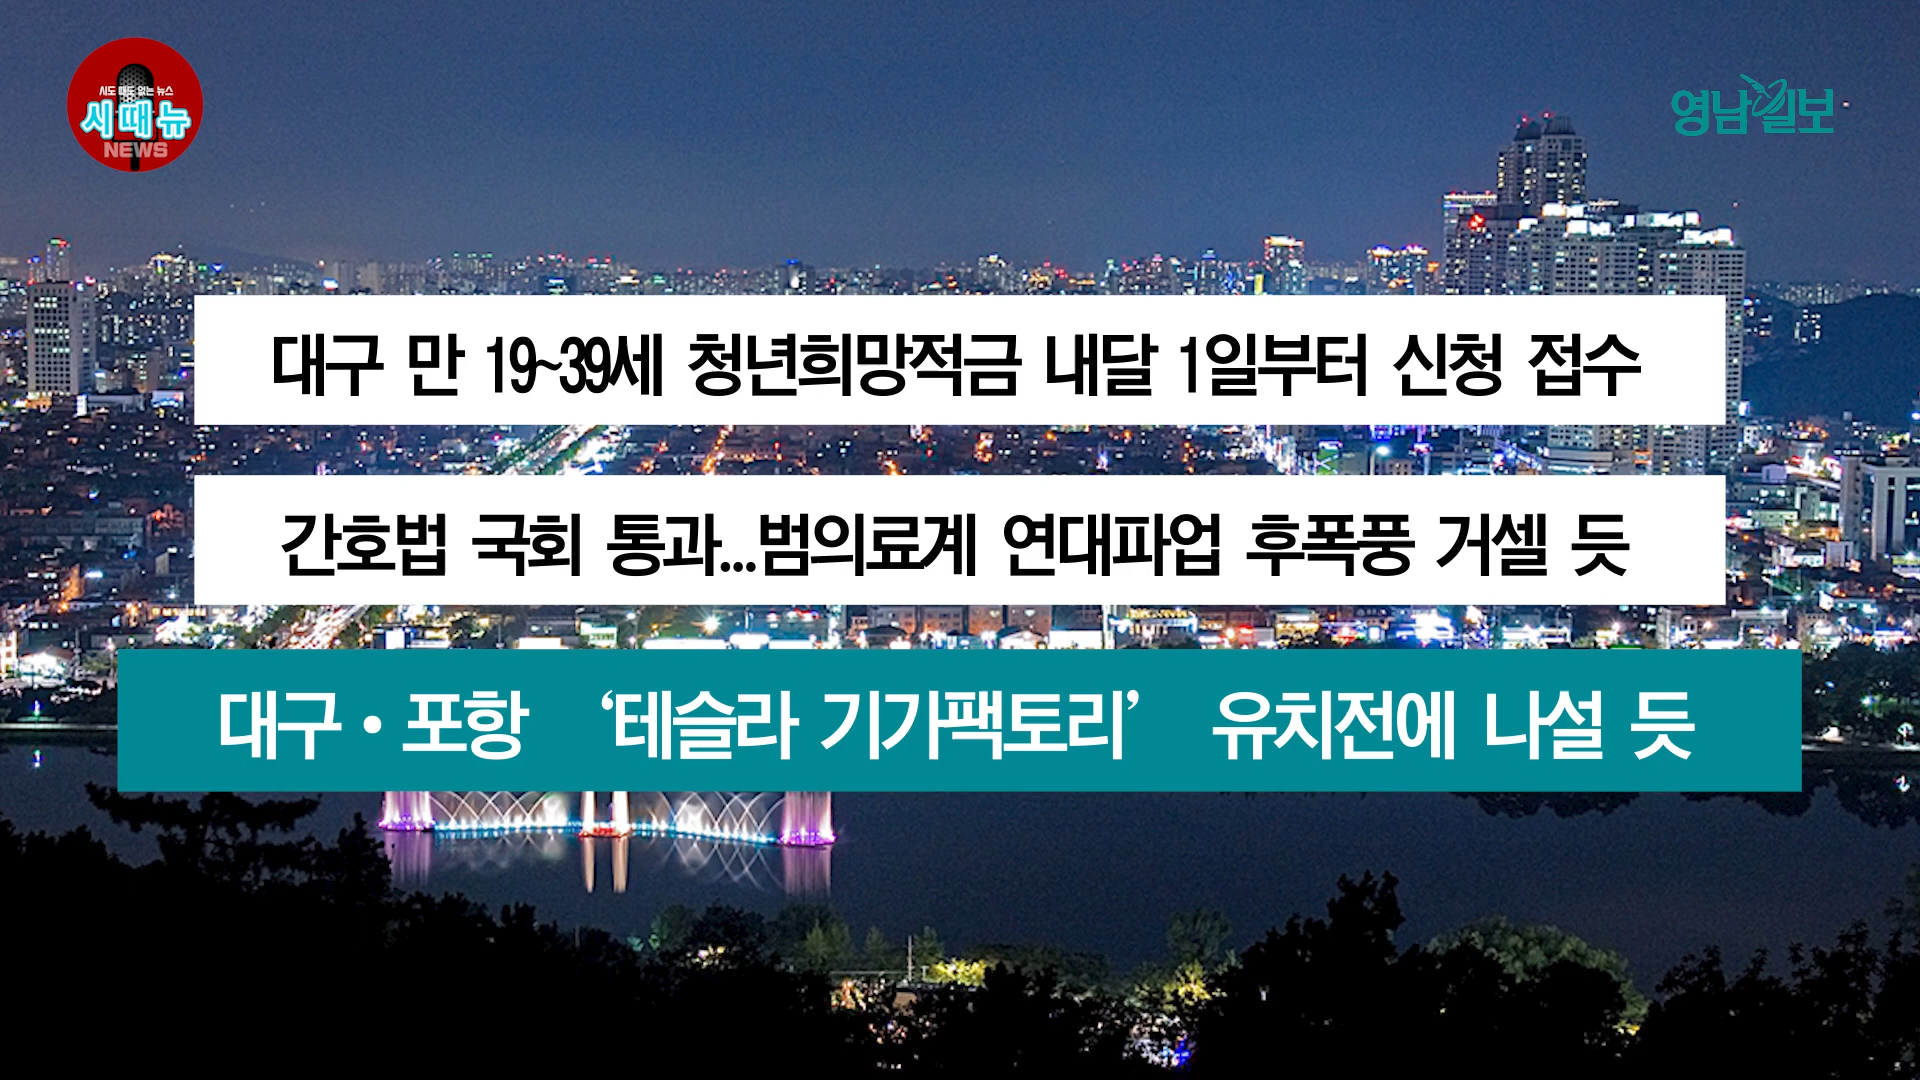 시도 때도 없는 뉴스
시때뉴
NEWS
영남일보
대구 만 19~39세 청년희망적금 내달 1일부터 신청 접수
간호법 국회 통과...범의료계 연대파업 후폭풍 거셀 듯
대구·포항 ‘테슬라 기가팩토리’ 유치전에 나설 듯